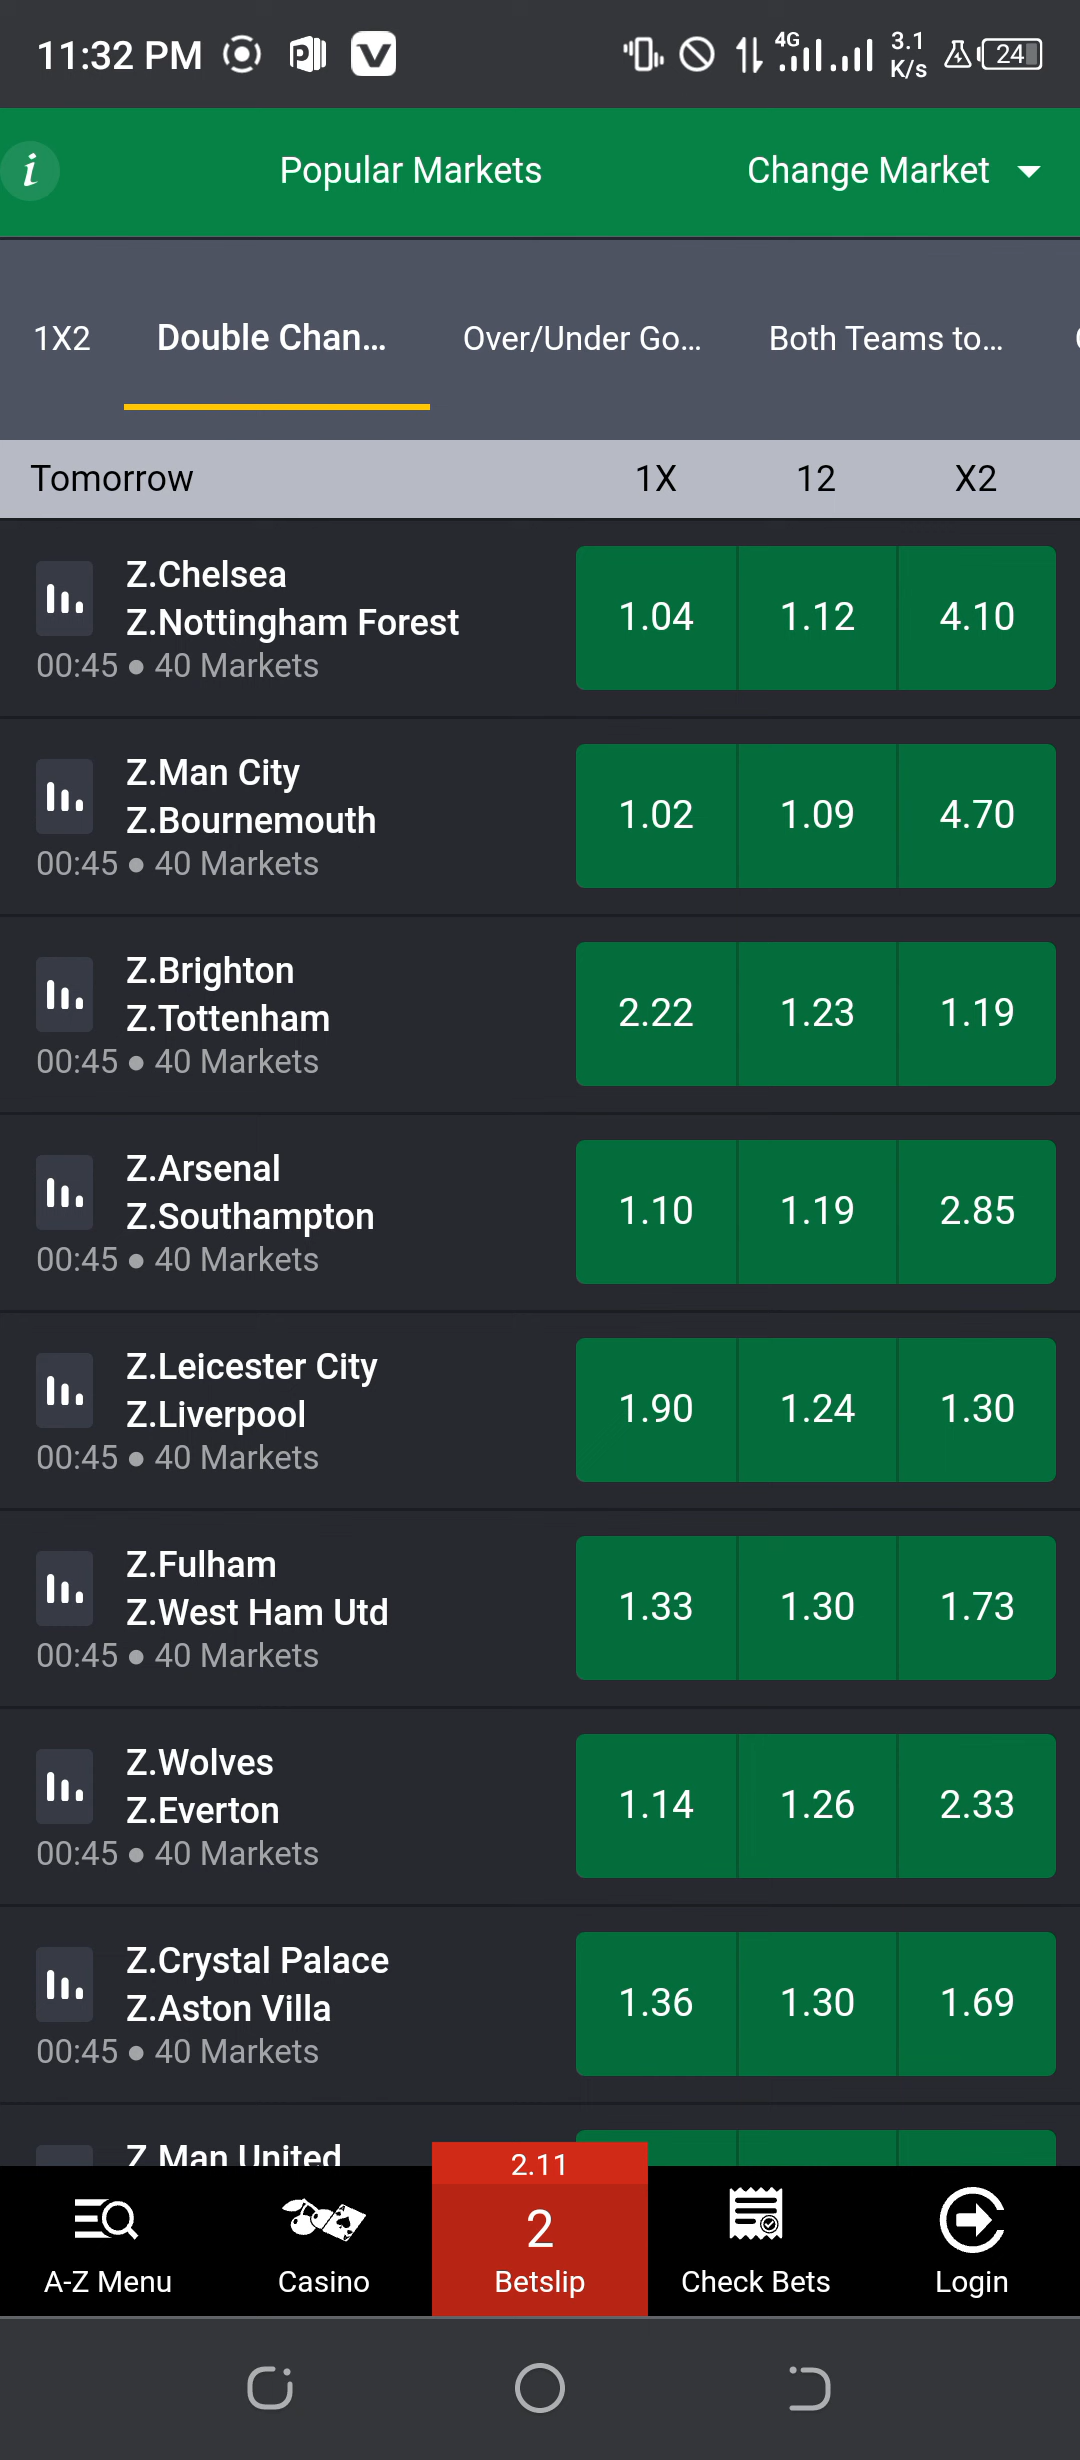 11:32 PM 4G 3.1 K/s 24
i Popular Markets Change Market
1X2 Double Chan... Over/Under Go... Both Teams to...
Tomorrow 1X 12 X2
Z.Chelsea
Z.Nottingham Forest
00:45 ● 40 Markets
1.04 1.12 4.10
Z.Man City
Z.Bournemouth
00:45 ● 40 Markets
1.02 1.09 4.70
Z.Brighton
Z.Tottenham
00:45 ● 40 Markets
2.22 1.23 1.19
Z.Arsenal
Z.Southampton
00:45 ● 40 Markets
1.10 1.19 2.85
Z.Leicester City
Z.Liverpool
00:45 ● 40 Markets
1.90 1.24 1.30
Z.Fulham
Z.West Ham Utd
00:45 ● 40 Markets
1.33 1.30 1.73
Z.Wolves
Z.Everton
00:45 ● 40 Markets
1.14 1.26 2.33
Z.Crystal Palace
Z.Aston Villa
00:45 ● 40 Markets
1.36 1.30 1.69
Z.Man United
2.11
2
A-Z Menu Casino Betslip Check Bets Login